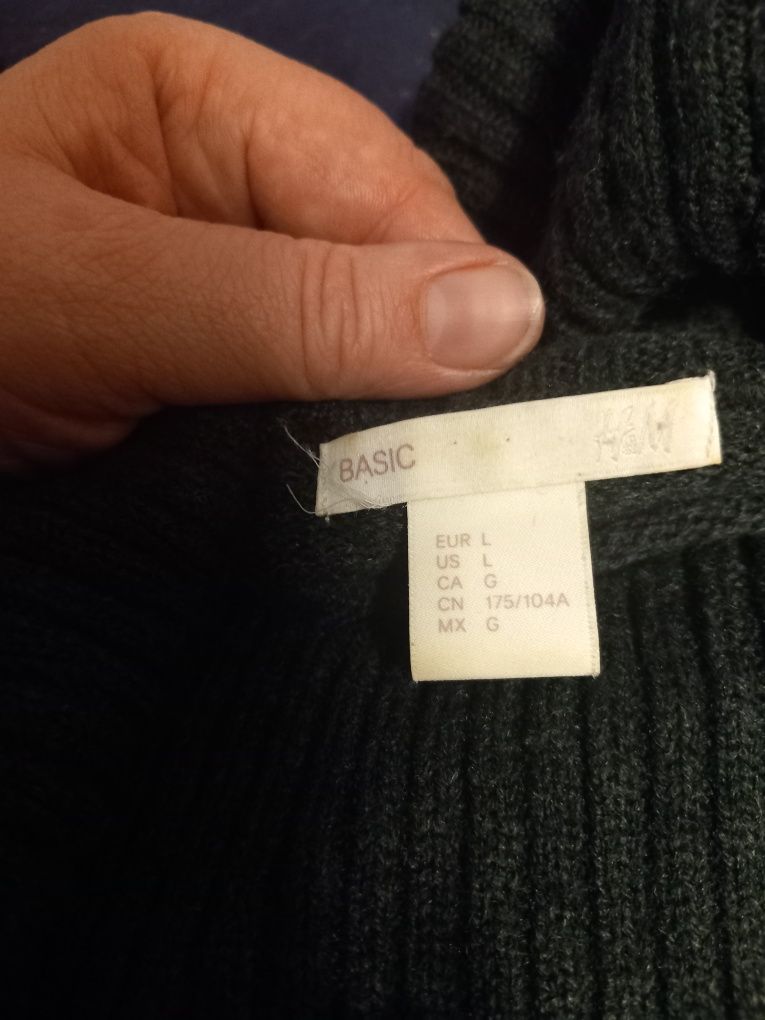 BASIC H&M
EUR L
US L
CA G
CN 175/104A
MX G